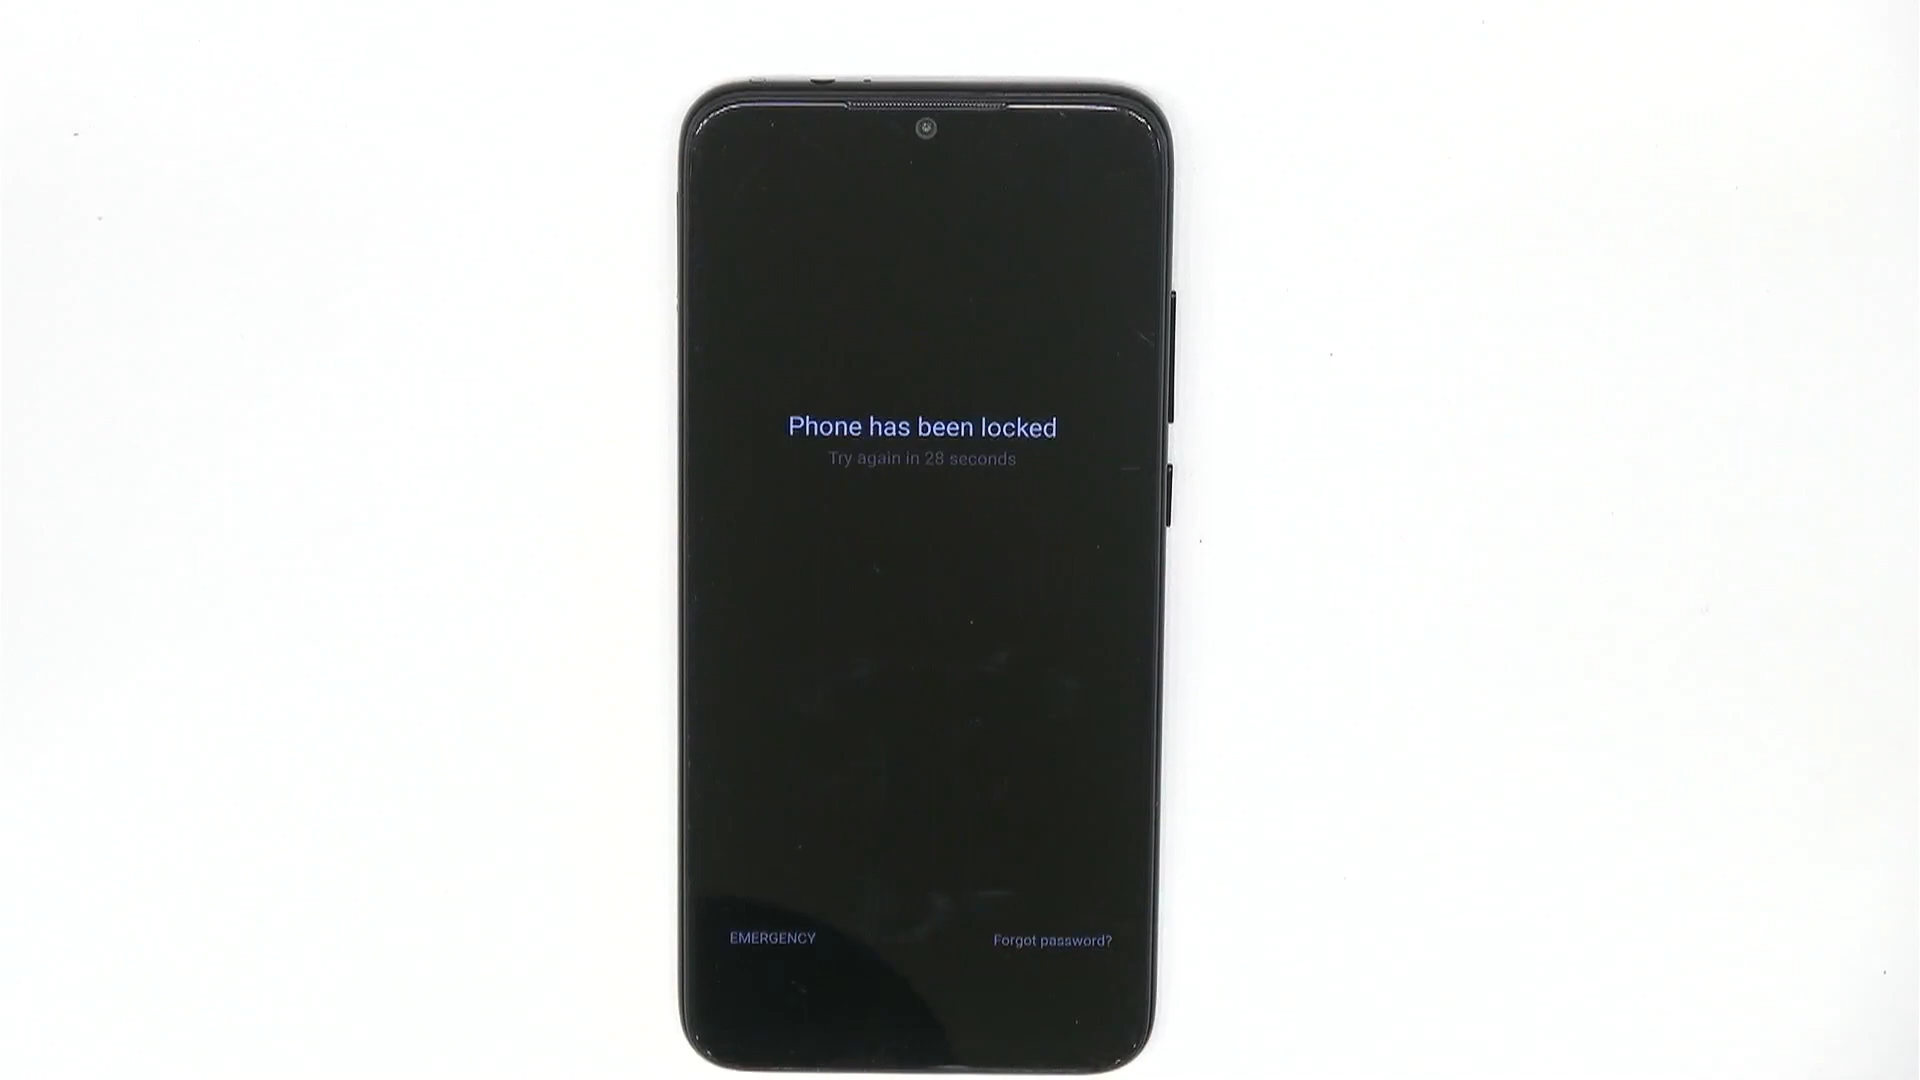 Phone has been locked
Try again in 28 seconds
EMERGENCY
Forgot password?